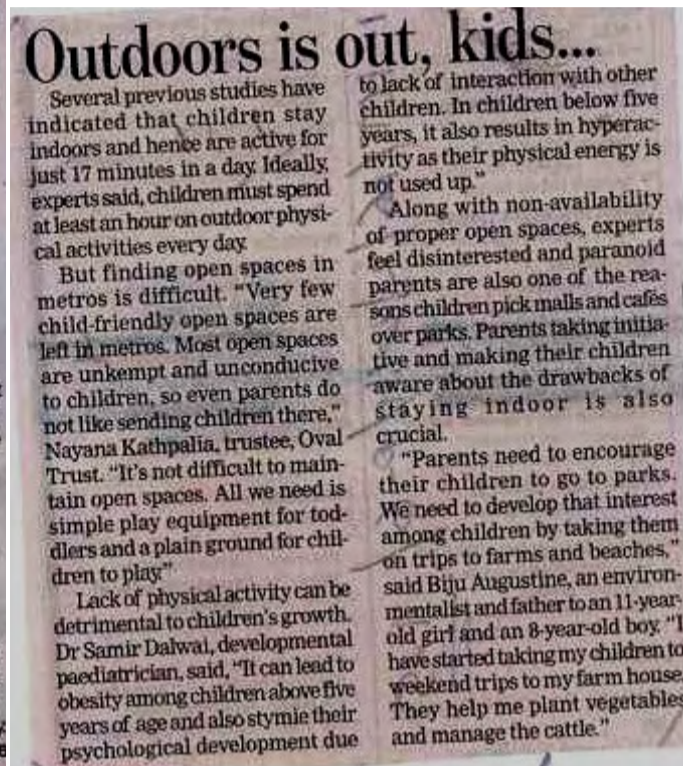 Outdoors is out, kids...
Several previous studies have
indicated that children stay
indoors and hence are active for
just 17 minutes in a day. Ideally,
experts said, children must spend
at least an hour on outdoor physi-
cal activities every day.
But finding open spaces in
metros is difficult. "Very few
child-friendly open spaces are
left in metros. Most open spaces
are unkempt and unconducive
to children, so even parents do
not like sending children there,"
Nayana Kathpalia, trustee, Oval
Trust. "It's not difficult to main-
tain open spaces. All we need is
simple play equipment for tod-
dlers and a plain ground for chil-
dren to play."
Lack of physical activity can be
detrimental to children's growth.
Dr Samir Dalwai, developmental
paediatrician, said, "It can lead to
obesity among children above five
years of age and also stymie their
psychological development due
to lack of interaction with other
children. In children below five
years, it also results in hyperac-
tivity as their physical energy is
not used up."
Along with non-availability
of proper open spaces, experts
feel disinterested and paranoid
parents are also one of the rea-
sons children pick malls and cafés
over parks. Parents taking initia-
tive and making their children
aware about the drawbacks of
staying indoor is also
crucial.
"Parents need to encourage
their children to go to parks.
We need to develop that interest
among children by taking them
on trips to farms and beaches,"
said Biju Augustine, an environ-
mentalist and father to an 11-year-
old girl and an 8-year-old boy. "I
have started taking my children to
weekend trips to my farm house.
They help me plant vegetables
and manage the cattle."